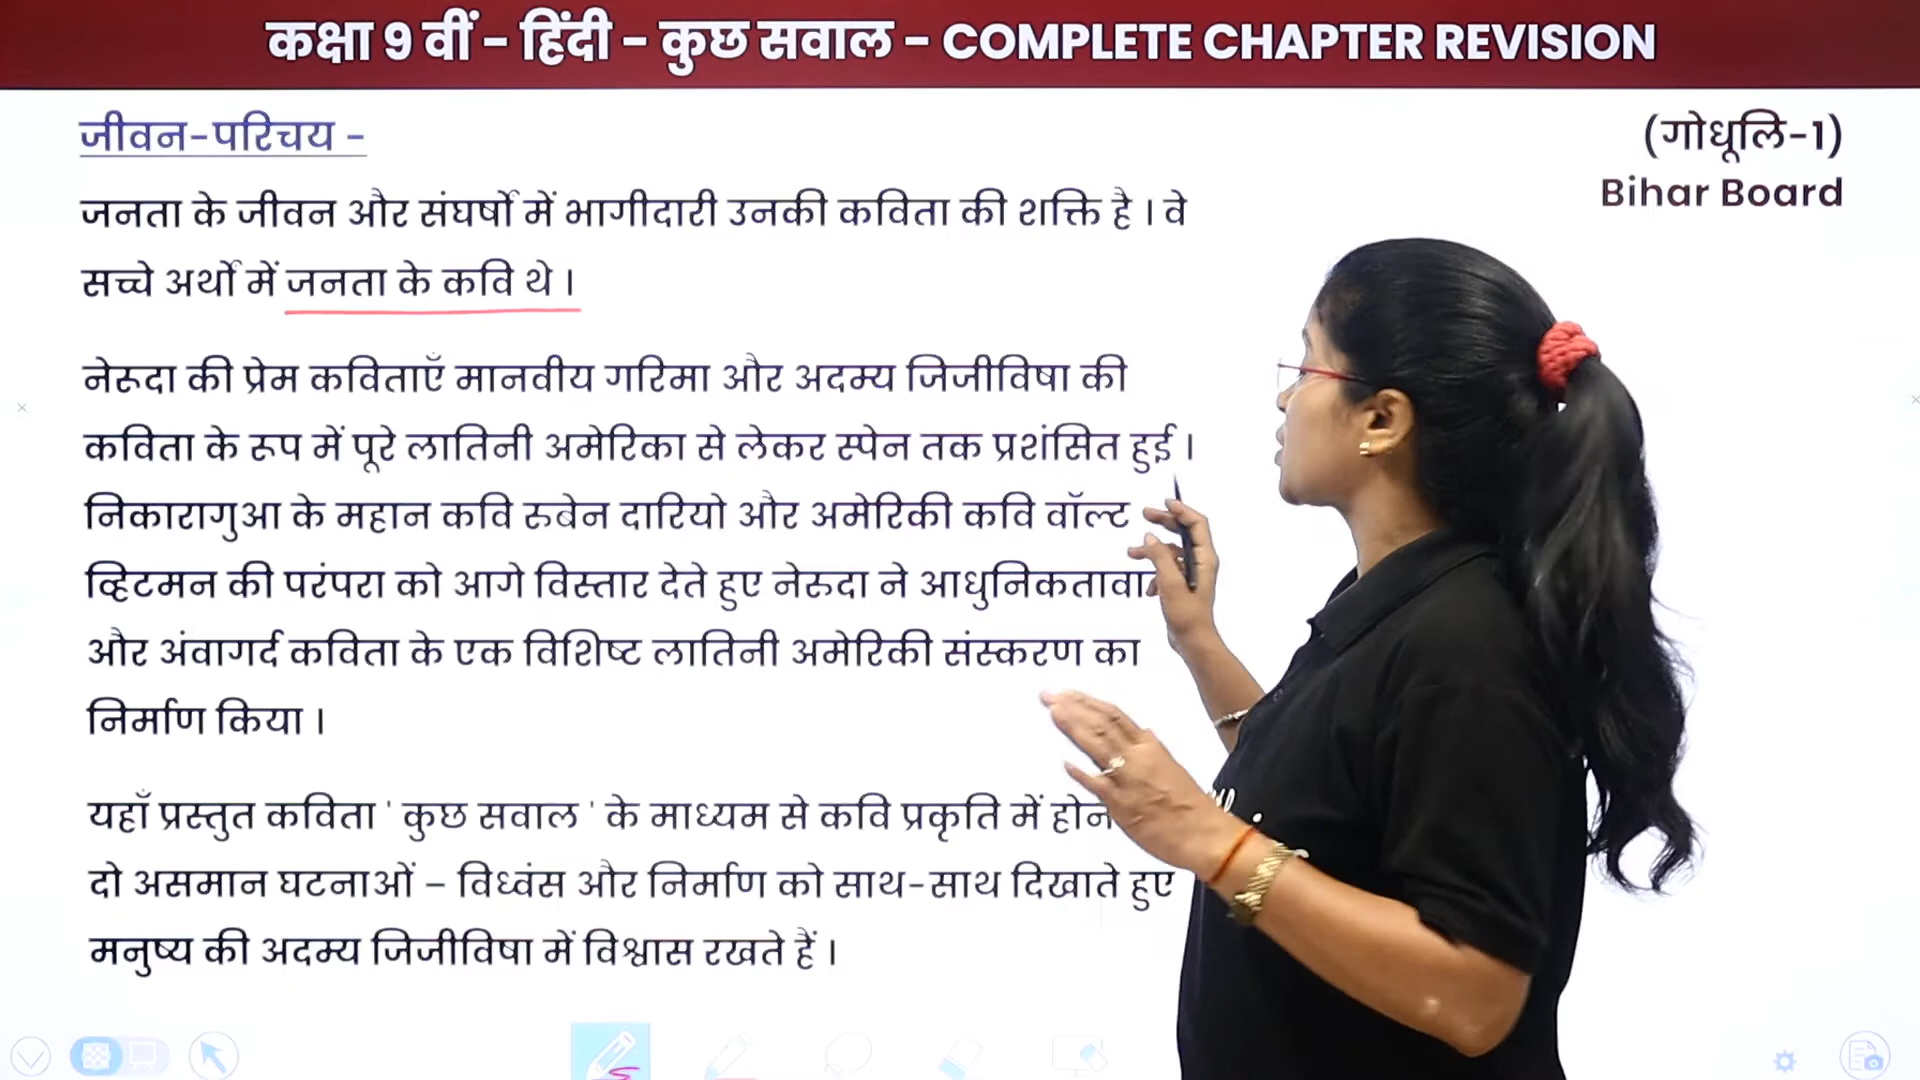 कक्षा 9 वीं - हिंदी - कुछ सवाल - COMPLETE CHAPTER REVISION
जीवन-परिचय -
(गोधूलि-1)
Bihar Board
जनता के जीवन और संघर्षों में भागीदारी उनकी कविता की शक्ति है । वे
सच्चे अर्थों में जनता के कवि थे ।
नेरूदा की प्रेम कविताएँ मानवीय गरिमा और अदम्य जिजीविषा की
कविता के रूप में पूरे लातिनी अमेरिका से लेकर स्पेन तक प्रशंसित हुई ।
निकारागुआ के महान कवि रुबेन दारियो और अमेरिकी कवि वॉल्ट
व्हिटमन की परंपरा को आगे विस्तार देते हुए नेरुदा ने
और अंवागर्द कविता के एक विशिष्ट लातिनी अमेरिकी संस्करण का
निर्माण किया ।
यहाँ प्रस्तुत कविता ' कुछ सवाल ' के माध्यम से कवि प्रकृति में
दो असमान घटनाओं – विध्वंस और निर्माण को साथ-साथ दिखाते हुए
मनुष्य की अदम्य जिजीविषा में विश्वास रखते हैं ।